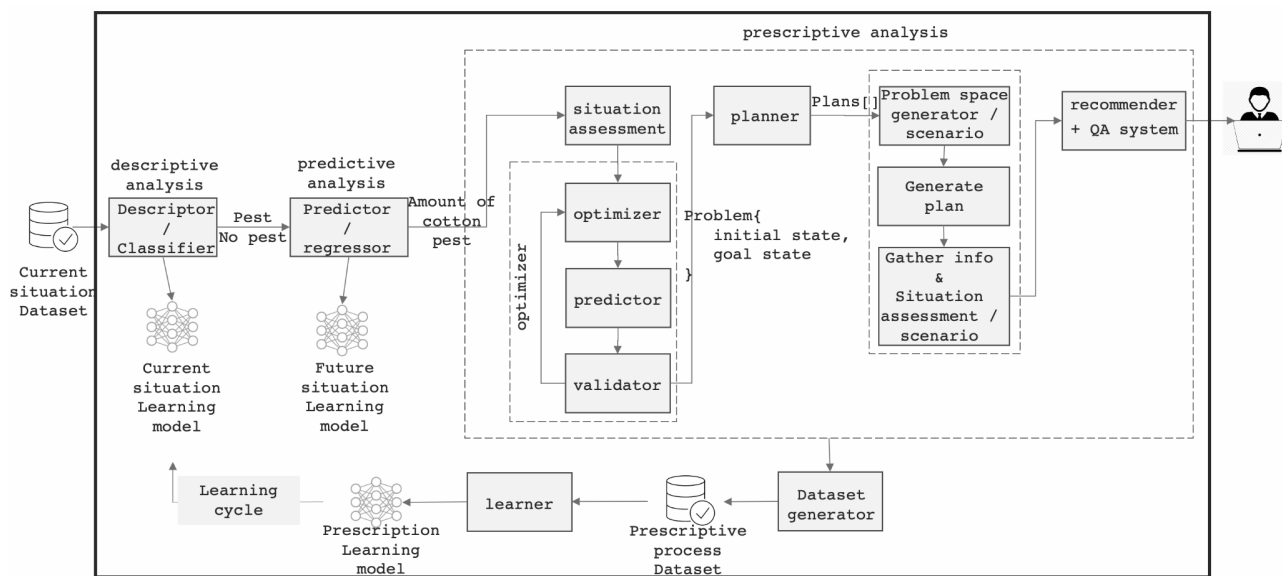 prescriptive analysis
situation
assessment
planner
Plans[]
Problem space
generator /
scenario
recommender
+ QA system
descriptive
analysis
predictive
analysis
Descriptor
/
Classifier
Pest
No pest
Predictor
/
regressor
Amount of
cotton
pest
optimizer
optimizer
predictor
validator
Problem{
initial state,
goal state
}
Generate
plan
Gather info
&
Situation
assessment /
scenario
Current
situation
Dataset
Current
situation
Learning
model
Future
situation
Learning
model
Learning
cycle
Prescription
Learning
model
learner
Prescriptive
process
Dataset
Dataset
generator